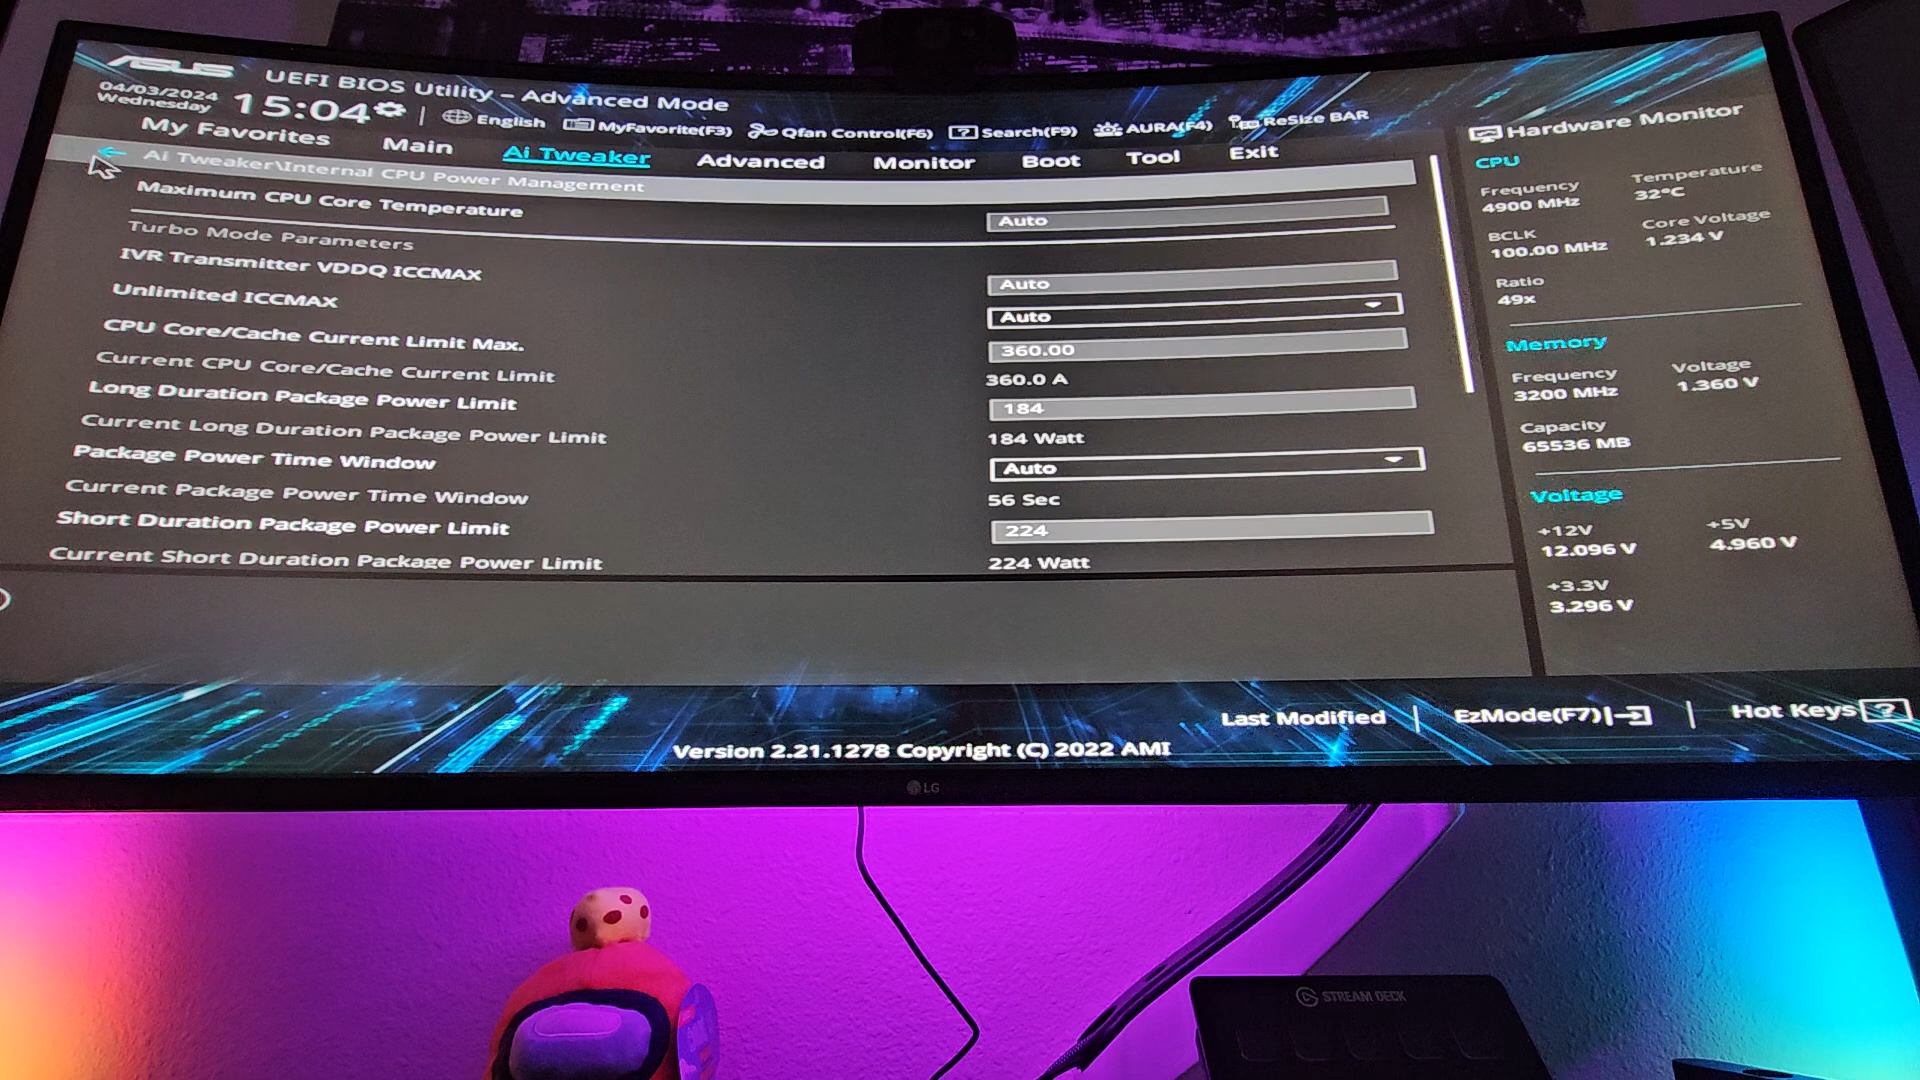 ASUS UEFI BIOS Utility – Advanced Mode
04/03/2024
Wednesday
15:04
English
MyFavorite(F3)
Qfan Control(F6)
Search(F9)
AURA(F4)
ReSize BAR
My Favorites
Main
Ai Tweaker
Advanced
Monitor
Boot
Tool
Exit
Ai Tweaker\Internal CPU Power Management
Maximum CPU Core Temperature
Auto
Turbo Mode Parameters
IVR Transmitter VDDQ ICCMAX
Auto
Unlimited ICCMAX
Auto
CPU Core/Cache Current Limit Max.
360.00
Current CPU Core/Cache Current Limit
360.0 A
Long Duration Package Power Limit
184
Current Long Duration Package Power Limit
184 Watt
Package Power Time Window
Auto
Current Package Power Time Window
56 Sec
Short Duration Package Power Limit
224
Current Short Duration Package Power Limit
224 Watt
Hardware Monitor
CPU
Frequency Temperature
4900 MHz 32°C
BCLK Core Voltage
100.00 MHz 1.234 V
Ratio
49x
Memory
Frequency Voltage
3200 MHz 1.360 V
Capacity
65536 MB
Voltage
+12V +5V
12.096 V 4.960 V
+3.3V
3.296 V
Last Modified
EzMode(F7)
Hot Keys ?
Version 2.21.1278 Copyright (C) 2022 AMI
LG
STREAM DECK